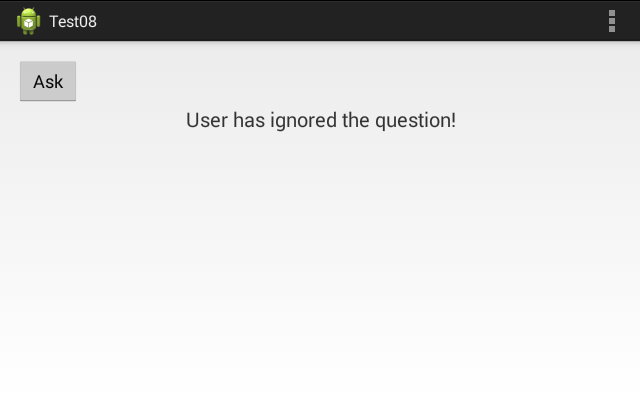 Test08
Ask
User has ignored the question!